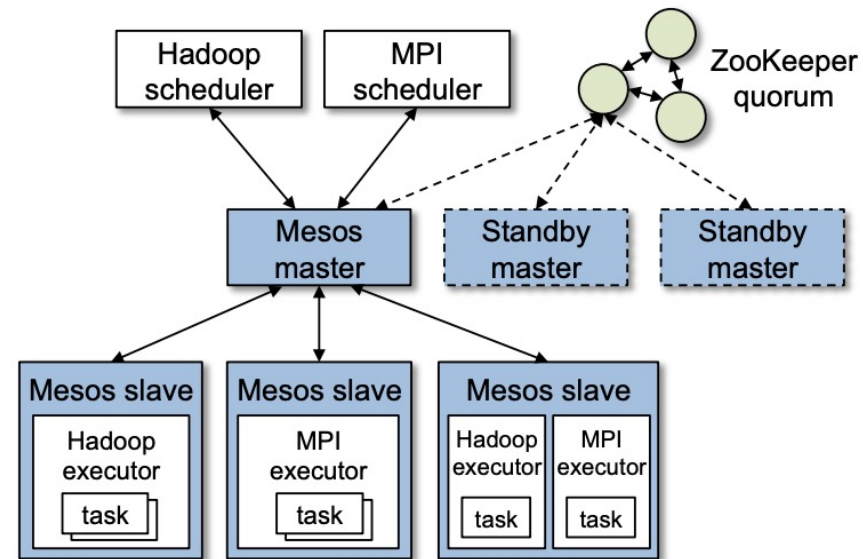 Hadoop
scheduler
MPI
scheduler
ZooKeeper
quorum
Mesos
master
Standby
master
Standby
master
Mesos slave
Hadoop
executor
task
Mesos slave
MPI
executor
task
Mesos slave
Hadoop
executor
task
MPI
executor
task